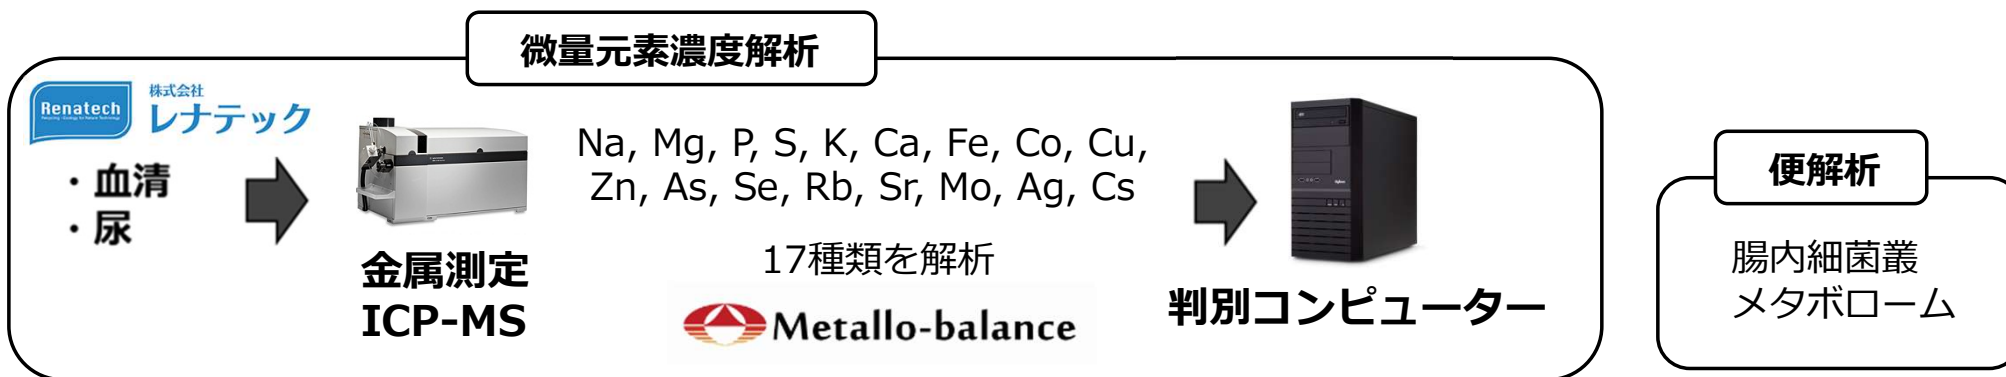 微量元素濃度解析
Renatech
株式会社
レナテック
・血清
・尿
金属測定
ICP-MS
Na, Mg, P, S, K, Ca, Fe, Co, Cu,
Zn, As, Se, Rb, Sr, Mo, Ag, Cs
17種類を解析
Metallo-balance
判別コンピューター
便解析
腸内細菌叢
メタボローム